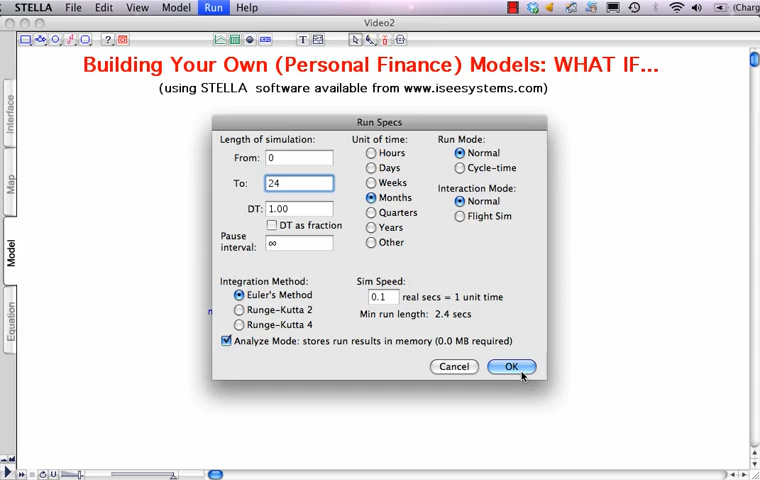 STELLA File Edit View Model Run Help (Charg
Video2
T
Building Your Own (Personal Finance) Models: WHAT IF...
(using STELLA software available from www.iseesystems.com)
Interface
Map
Model
Equation
Run Specs
Length of simulation:
From: 0
To: 24
DT: 1.00
DT as fraction
Pause interval: ∞
Unit of time:
Hours
Days
Weeks
Months
Quarters
Years
Other
Run Mode:
Normal
Cycle-time
Interaction Mode:
Normal
Flight Sim
Integration Method:
Euler's Method
Runge-Kutta 2
Runge-Kutta 4
Sim Speed:
0.1 real secs = 1 unit time
Min run length: 2.4 secs
Analyze Mode: stores run results in memory (0.0 MB required)
Cancel OK